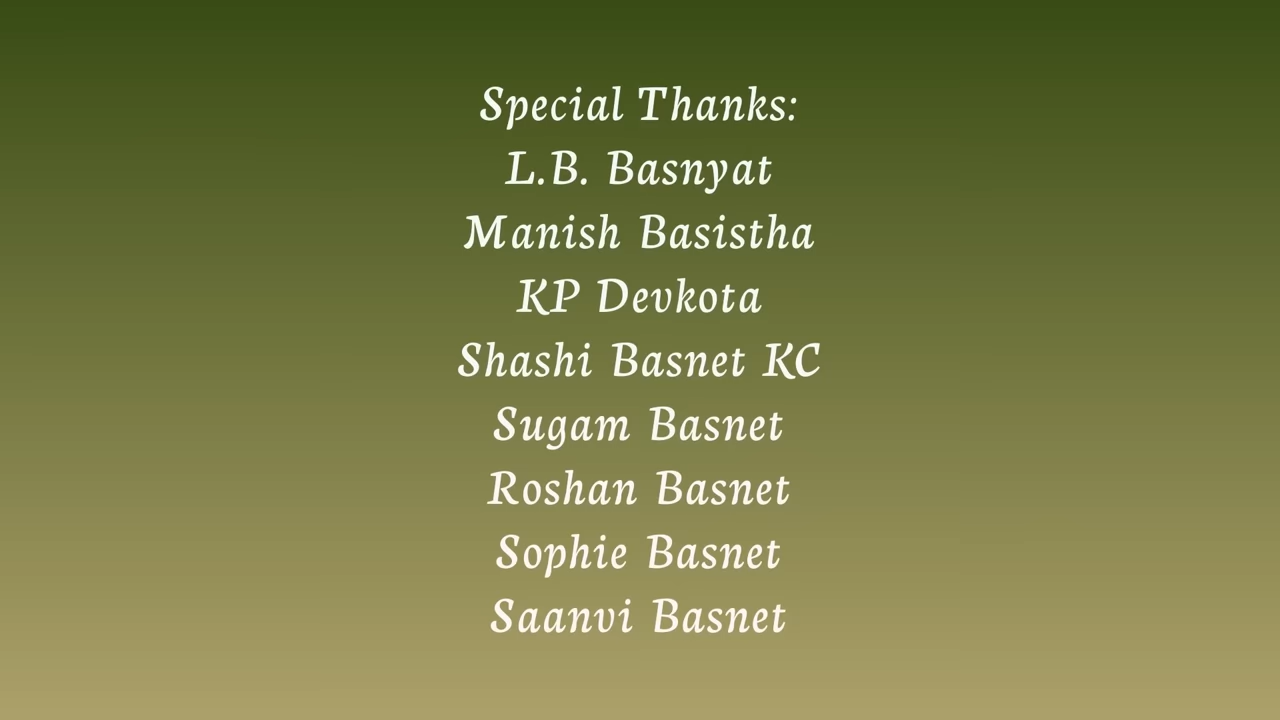 Special Thanks:
L.B. Basnyat
Manish Basistha
KP Devkota
Shashi Basnet KC
Sugam Basnet
Roshan Basnet
Sophie Basnet
Saanvi Basnet